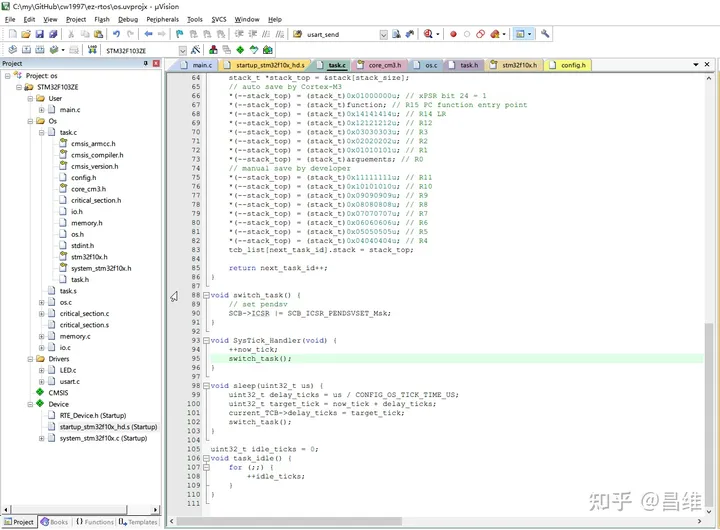 C:\my\GitHub\cw1997\ez-rtos\os.uvprojx - µVision
File Edit View Project Flash Debug Peripherals Tools SVCS Window Help
usart_send
STM32F103ZE
Project
main.c startup_stm32f10x_hd.s task.c core_cm3.h os.c task.h stm32f10x.h config.h
Project: os
STM32F103ZE
User
main.c
Os
task.c
cmsis_armcc.h
cmsis_compiler.h
cmsis_version.h
config.h
core_cm3.h
critical_section.h
io.h
memory.h
os.h
stdint.h
stm32f10x.h
system_stm32f10x.h
task.h
task.s
os.c
critical_section.c
critical_section.s
memory.c
io.c
Drivers
LED.c
usart.c
CMSIS
Device
RTE_Device.h (Startup)
startup_stm32f10x_hd.s (Startup)
system_stm32f10x.c (Startup)
Project Books {} Functions Templates
64 stack_t *stack_top = &stack[stack_size];
65 // auto save by Cortex-M3
66 *(--stack_top) = (stack_t)0x01000000u; // xPSR bit 24 = 1
67 *(--stack_top) = (stack_t)function; // R15 PC function entry point
68 *(--stack_top) = (stack_t)0x14141414u; // R14 LR
69 *(--stack_top) = (stack_t)0x12121212u; // R12
70 *(--stack_top) = (stack_t)0x03030303u; // R3
71 *(--stack_top) = (stack_t)0x02020202u; // R2
72 *(--stack_top) = (stack_t)0x01010101u; // R1
73 *(--stack_top) = (stack_t)arguements; // R0
74 // manual save by developer
75 *(--stack_top) = (stack_t)0x11111111u; // R11
76 *(--stack_top) = (stack_t)0x10101010u; // R10
77 *(--stack_top) = (stack_t)0x09090909u; // R9
78 *(--stack_top) = (stack_t)0x08080808u; // R8
79 *(--stack_top) = (stack_t)0x07070707u; // R7
80 *(--stack_top) = (stack_t)0x06060606u; // R6
81 *(--stack_top) = (stack_t)0x05050505u; // R5
82 *(--stack_top) = (stack_t)0x04040404u; // R4
83 tcb_list[next_task_id].stack = stack_top;
84
85 return next_task_id++;
86 }
87
88 void switch_task() {
89 // set pendsv
90 SCB->ICSR |= SCB_ICSR_PENDSVSET_Msk;
91 }
92
93 void SysTick_Handler(void) {
94 ++now_tick;
95 switch_task();
96 }
97
98 void sleep(uint32_t us) {
99 uint32_t delay_ticks = us / CONFIG_OS_TICK_TIME_US;
100 uint32_t target_tick = now_tick + delay_ticks;
101 current_TCB->delay_ticks = target_tick;
102 switch_task();
103 }
104
105 uint32_t idle_ticks = 0;
106 void task_idle() {
107 for (;;) {
108 ++idle_ticks;
109 }
110 }
111
知乎 @昌维